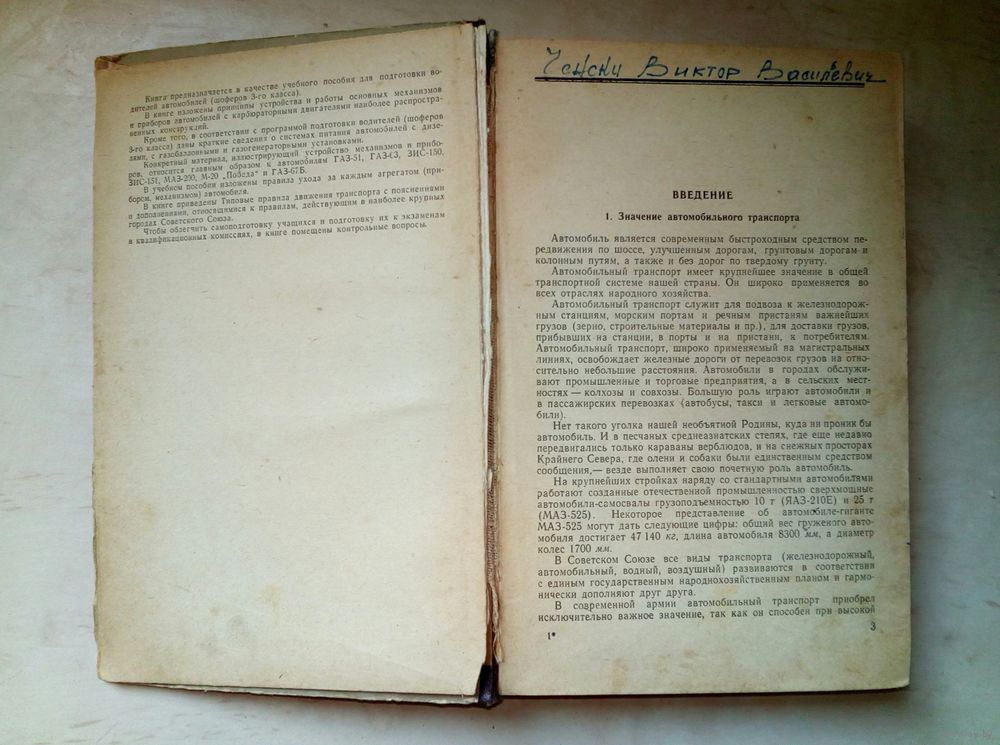 Книга предназначается в качестве учебного пособия для подготовки во-
дителей автомобилей (шоферов 3-го класса).
В книге изложены принципы устройства и работы основных механизмов
и приборов автомобилей с карбюраторными двигателями наиболее распростра-
ненных конструкций.
Кроме того, в соответствии с программой подготовки водителей (шоферов
3-го класса) даны краткие сведения о системах питания автомобилей с дизе-
лями, с газобаллонными и газогенераторными установками.
Конкретный материал, иллюстрирующий устройство механизмов и прибо-
ров, относится главным образом к автомобилям ГАЗ-51, ГАЗ-63, ЗИС-150,
ЗИС-151, МАЗ-200, М-20 „Победа" и ГАЗ-67Б.
В учебном пособии изложены правила ухода за каждым агрегатом (при-
бором, механизмом) автомобиля.
В книге приведены Типовые правила движения транспорта с пояснениями
и дополнениями, относящимися к правилам, действующим в наиболее крупных
городах Советского Союза.
Чтобы облегчить самоподготовку учащихся и подготовку их к экзаменам
в квалификационных комиссиях, в книге помещены контрольные вопросы.
Виктор Василевич
ВВЕДЕНИЕ
1. Значение автомобильного транспорта
Автомобиль является современным быстроходным средством пе-
редвижения по шоссе, улучшенным дорогам, грунтовым дорогам и
колонным путям, а также и без дорог по твердому грунту.
Автомобильный транспорт имеет крупнейшее значение в общей
транспортной системе нашей страны. Он широко применяется во
всех отраслях народного хозяйства.
Автомобильный транспорт служит для подвоза к железнодорож-
ным станциям, морским портам и речным пристаням важнейших
грузов (зерно, строительные материалы и пр.), для доставки грузов,
прибывших на станции, в порты и на пристани, к потребителям.
Автомобильный транспорт, широко применяемый на магистральных
линиях, освобождает железные дороги от перевозок грузов на отно-
сительно небольшие расстояния. Автомобили в городах обслужи-
вают промышленные и торговые предприятия, а в сельских мест-
ностях — колхозы и совхозы. Большую роль играют автомобили и
в пассажирских перевозках (автобусы, такси и легковые автомо-
били).
Нет такого уголка нашей необъятной Родины, куда ни проник бы
автомобиль. И в песчаных среднеазиатских степях, где еще недавно
передвигались только караваны верблюдов, и на снежных просторах
Крайнего Севера, где олени и собаки были единственным средством
сообщения,— везде выполняет свою почетную роль автомобиль.
На крупнейших стройках наряду со стандартными автомобилями
работают созданные отечественной промышленностью сверхмощные
автомобили-самосвалы грузоподъемностью 10 т (ЯАЗ-210Е) и 25 т
(МАЗ-525). Некоторое представление об автомобиле-гиганте
МАЗ-525 могут дать следующие цифры: общий вес груженого авто-
мобиля достигает 47 140 кг, длина автомобиля 8300 мм, а диаметр
колес 1700 мм.
В Советском Союзе все виды транспорта (железнодорожный,
автомобильный, водный, воздушный) развиваются в соответствии
с единым государственным народнохозяйственным планом и гармо-
нически дополняют друг друга.
В современной армии автомобильный транспорт приобрел
исключительно важное значение, так как он способен при высокой
1*
3